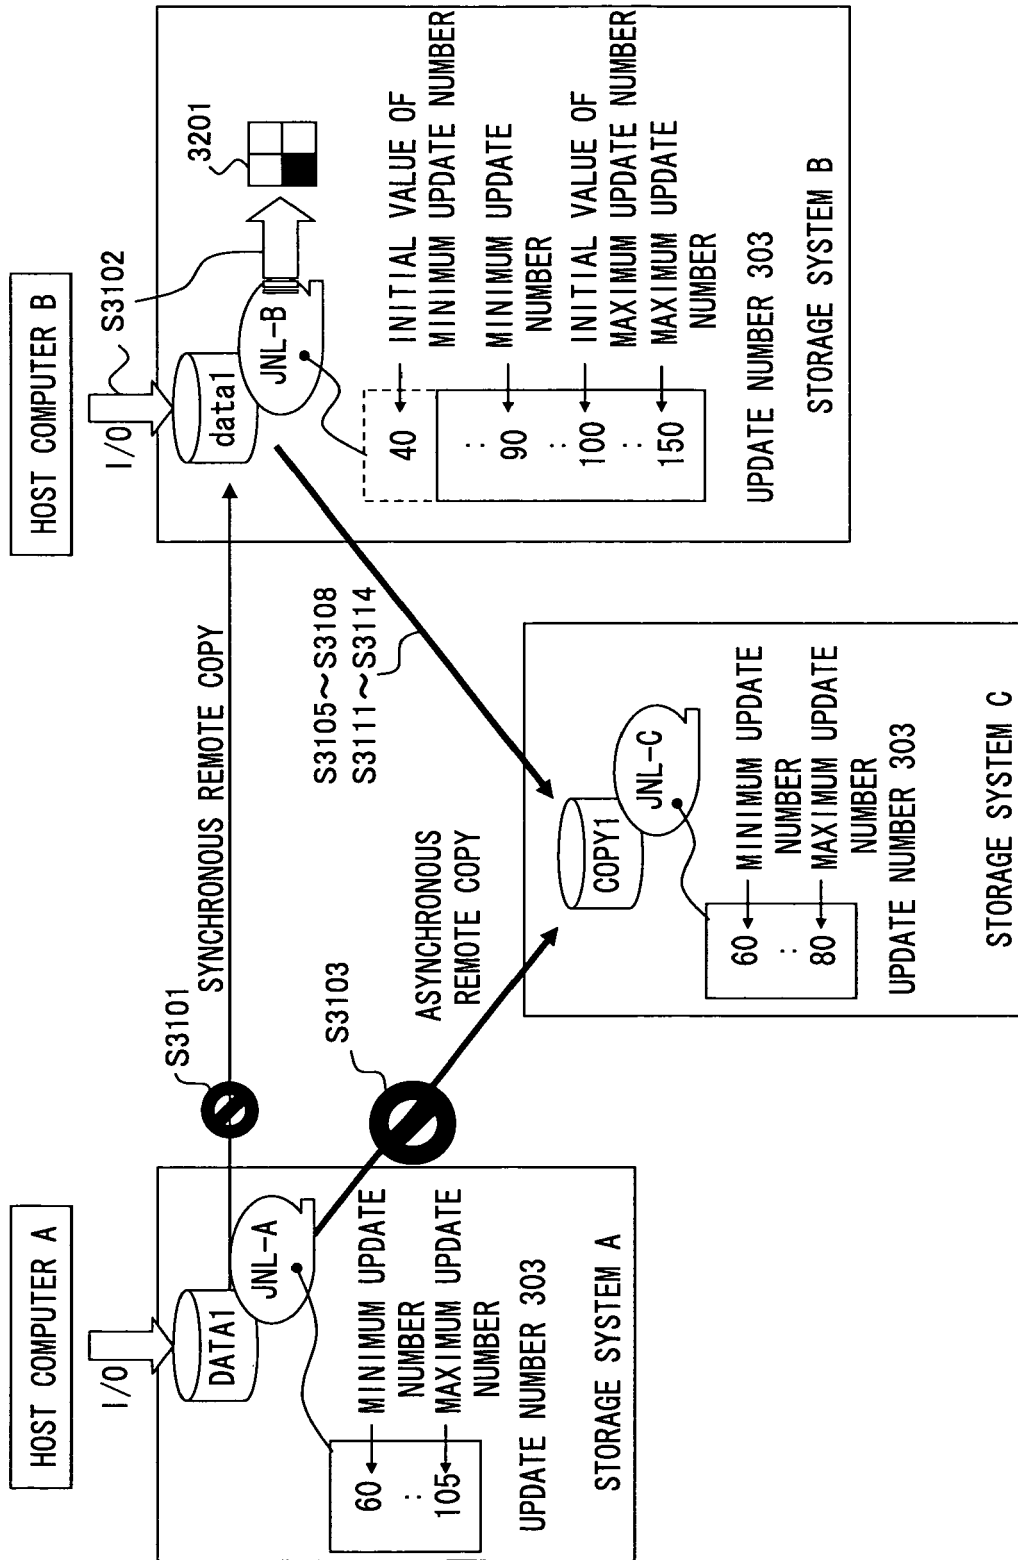 HOST COMPUTER A
I/O
DATA1
JNL-A
60
:
105
MINIMUM UPDATE
NUMBER
MAXIMUM UPDATE
NUMBER
UPDATE NUMBER 303
STORAGE SYSTEM A
S3101
SYNCHRONOUS REMOTE COPY
S3103
ASYNCHRONOUS
REMOTE COPY
S3105~S3108
S3111~S3114
COPY1
JNL-C
60
:
80
MINIMUM UPDATE
NUMBER
MAXIMUM UPDATE
NUMBER
UPDATE NUMBER 303
STORAGE SYSTEM C
HOST COMPUTER B
I/O
S3102
data1
JNL-B
3201
40
:
90
:
100
:
150
INITIAL VALUE OF
MINIMUM UPDATE NUMBER
MINIMUM UPDATE
NUMBER
INITIAL VALUE OF
MAXIMUM UPDATE NUMBER
MAXIMUM UPDATE
NUMBER
UPDATE NUMBER 303
STORAGE SYSTEM B